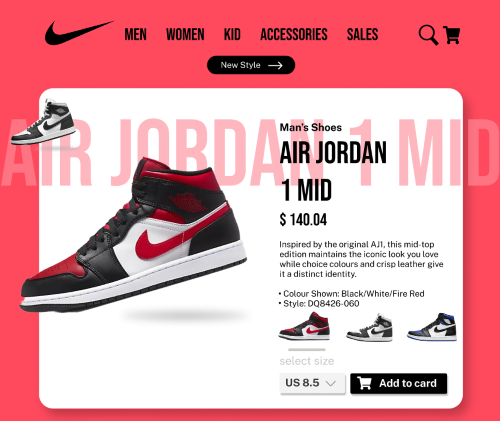 MEN WOMEN KID ACCESSORIES SALES
New Style
AIR JORDAN 1 MID
Man's Shoes
AIR JORDAN
1 MID
$ 140.04
Inspired by the original AJ1, this mid-top
edition maintains the iconic look you love
while choice colours and crisp leather give
it a distinct identity.
• Colour Shown: Black/White/Fire Red
• Style: DQ8426-060
select size
US 8.5
Add to card